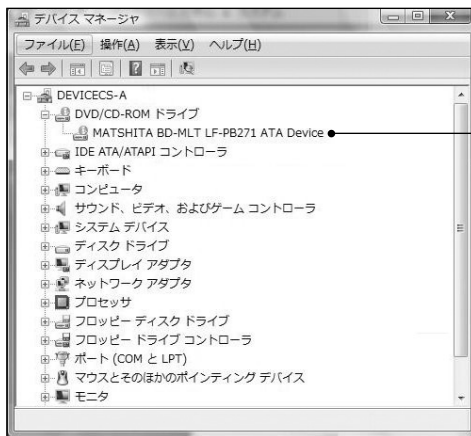 デバイス マネージャ
ファイル(F) 操作(A) 表示(V) ヘルプ(H)
DEVICECS-A
DVD/CD-ROM ドライブ
MATSHITA BD-MLT LF-PB271 ATA Device
IDE ATA/ATAPI コントローラ
キーボード
コンピュータ
サウンド、ビデオ、およびゲーム コントローラ
システム デバイス
ディスク ドライブ
ディスプレイ アダプタ
ネットワーク アダプタ
プロセッサ
フロッピー ディスク ドライブ
フロッピー ドライブ コントローラ
ポート (COM と LPT)
マウスとそのほかのポインティング デバイス
モニタ